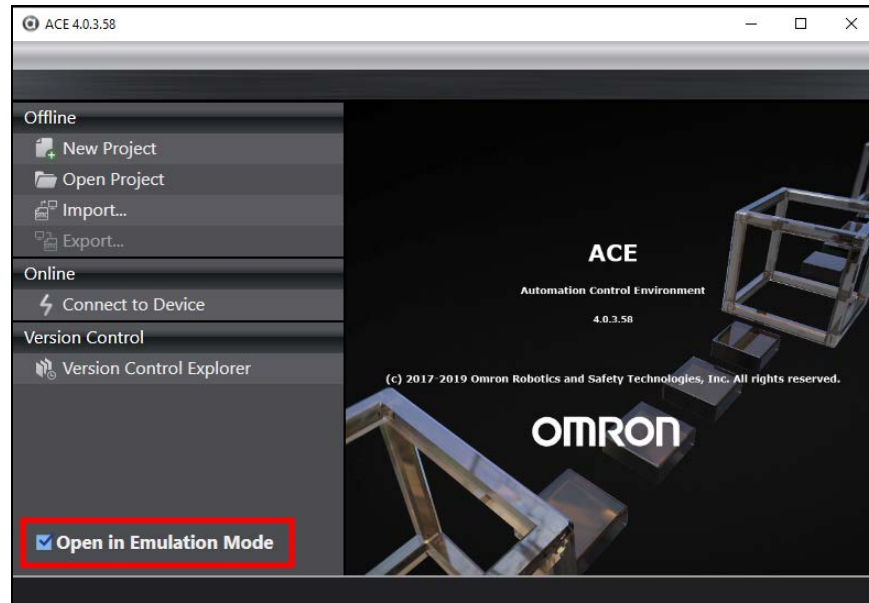 ACE 4.0.3.58
Offline
New Project
Open Project
Import...
Export...
Online
Connect to Device
Version Control
Version Control Explorer
Open in Emulation Mode
ACE
Automation Control Environment
4.0.3.58
(c) 2017-2019 Omron Robotics and Safety Technologies, Inc. All rights reserved.
OMRON